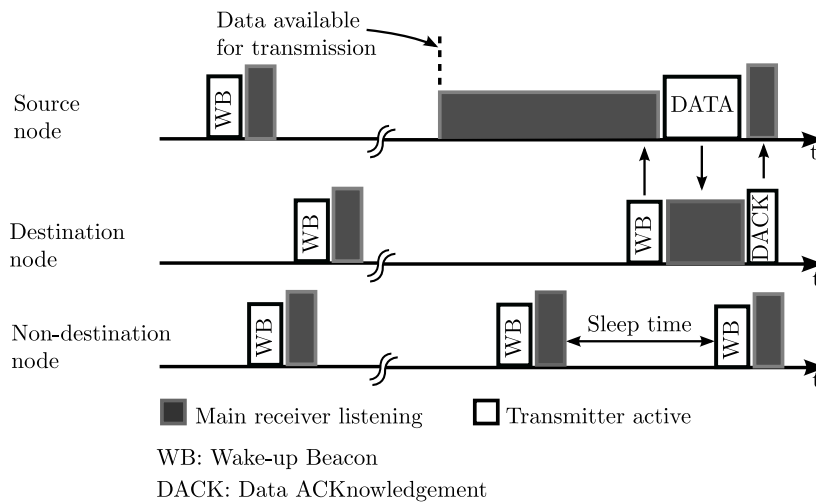 Data available
for transmission
Source
node
WB
DATA
t
Destination
node
WB
WB
DACK
t
Non-destination
node
WB
WB
Sleep time
WB
t
Main receiver listening
Transmitter active
WB: Wake-up Beacon
DACK: Data ACKnowledgement